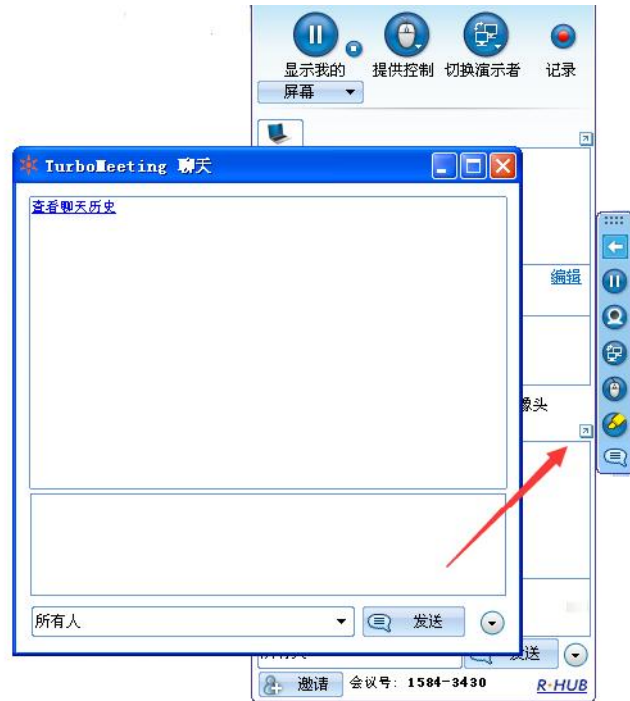 显示我的 提供控制 切换演示者 记录
屏幕
TurboMeeting 聊天
查看聊天历史
编辑
像头
所有人
发送
发送
邀请 会议号: 1584-3430 R-HUB